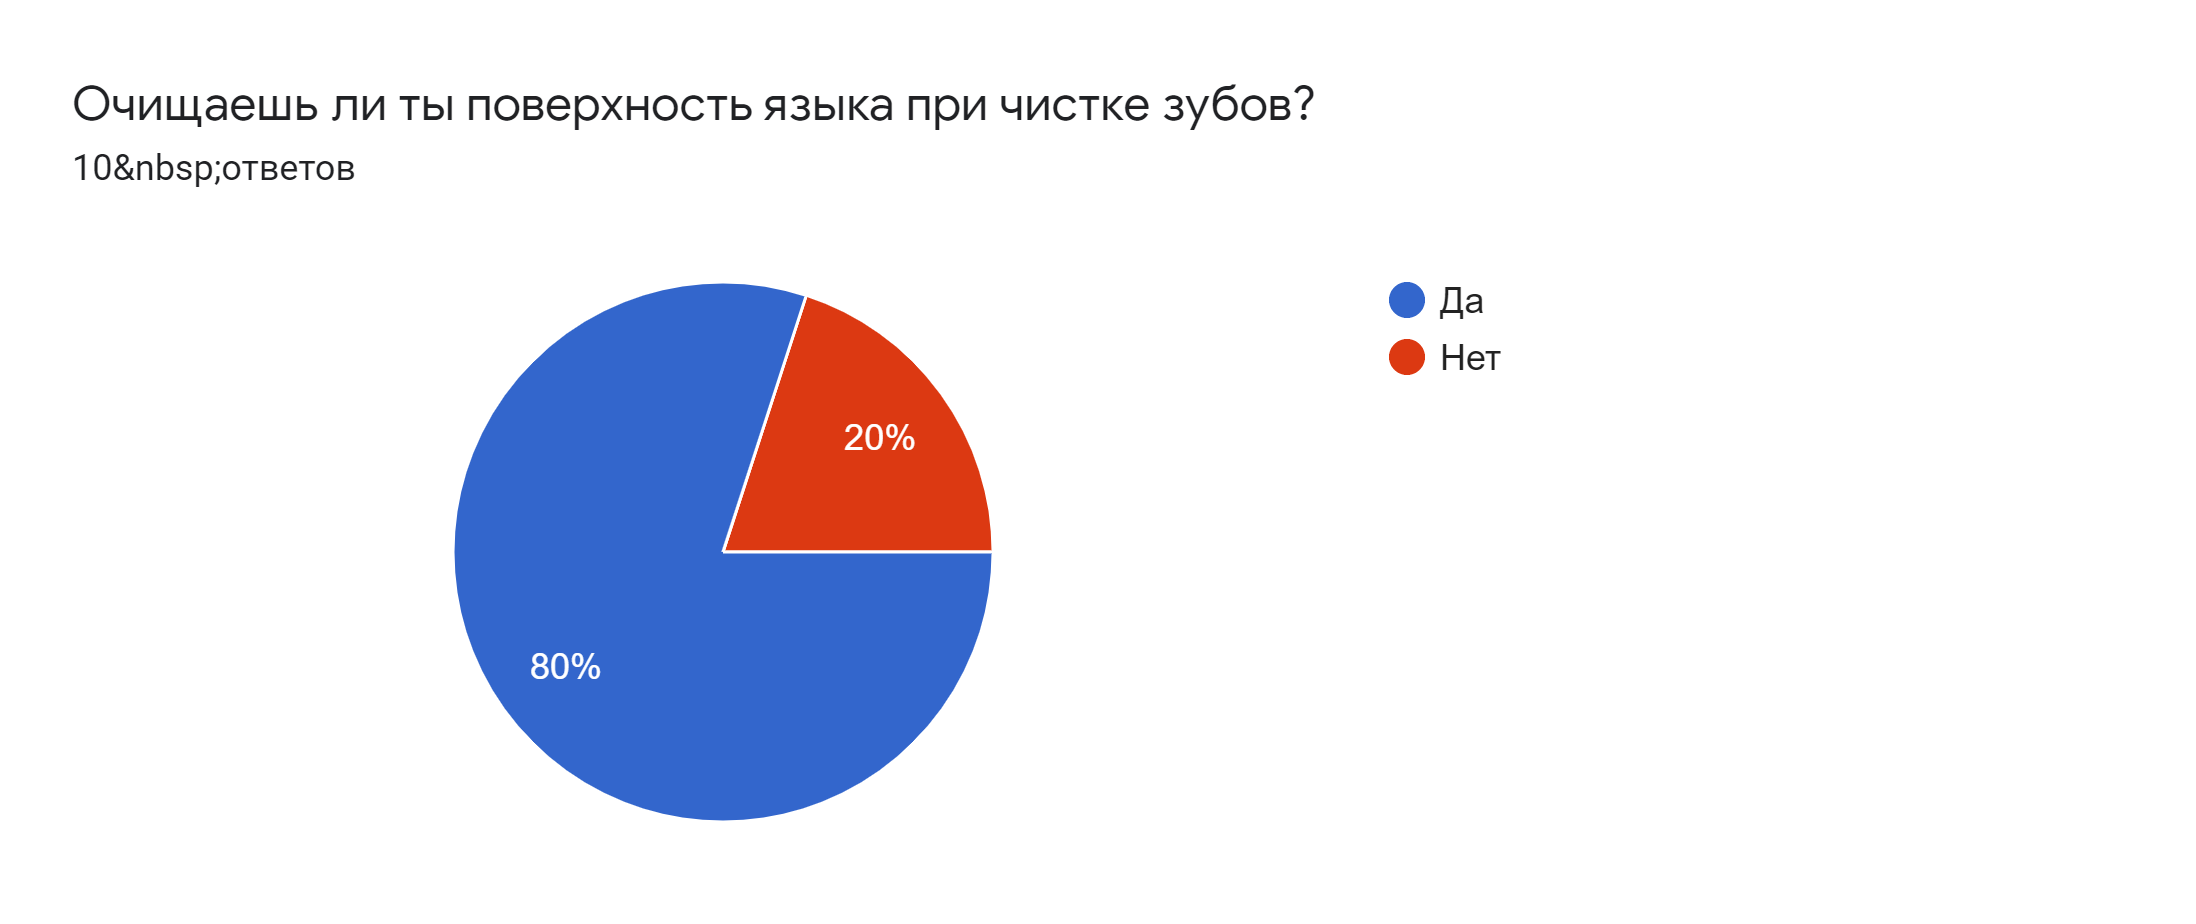 Очищаешь ли ты поверхность языка при чистке зубов?
10&nbsp;ответов
Да
Нет
20%
80%